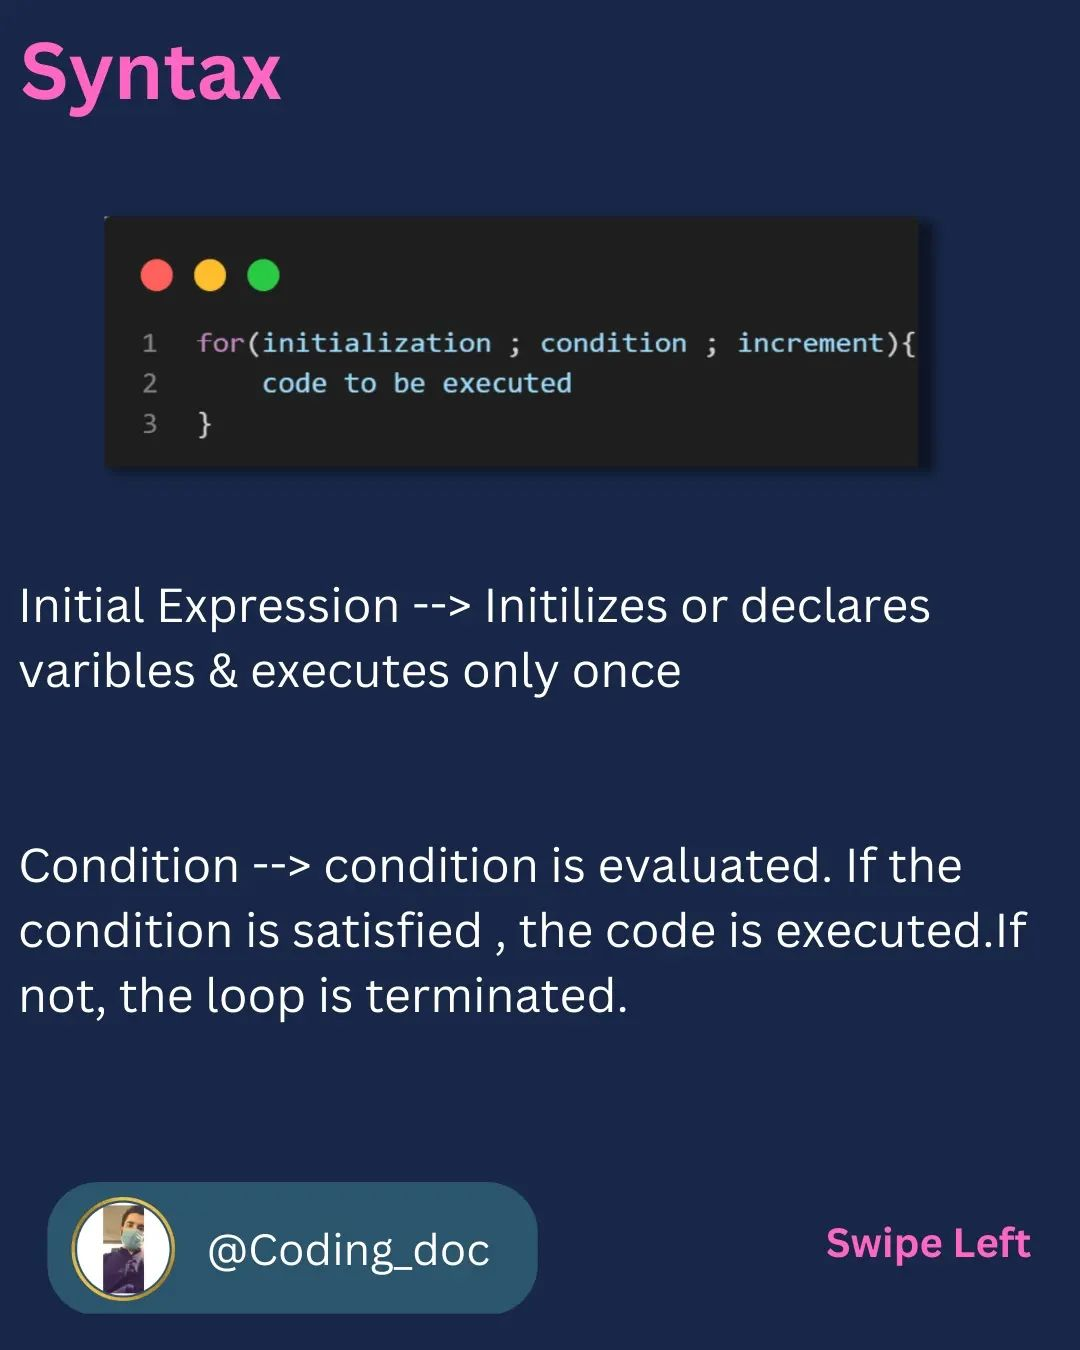 Syntax
1 for(initialization ; condition ; increment){
2 code to be executed
3 }
Initial Expression --> Initilizes or declares
varibles & executes only once
Condition --> condition is evaluated. If the
condition is satisfied , the code is executed.If
not, the loop is terminated.
@Coding_doc
Swipe Left